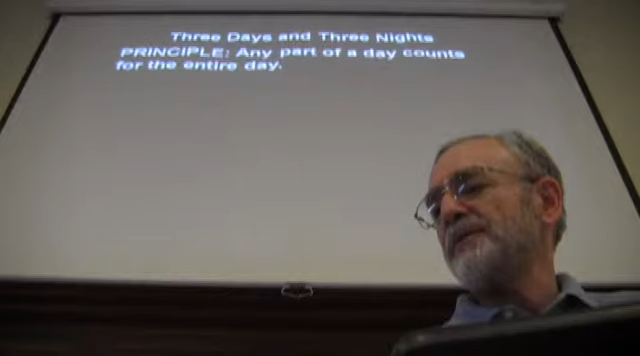 Three Days and Three Nights
PRINCIPLE: Any part of a day counts
for the entire day.